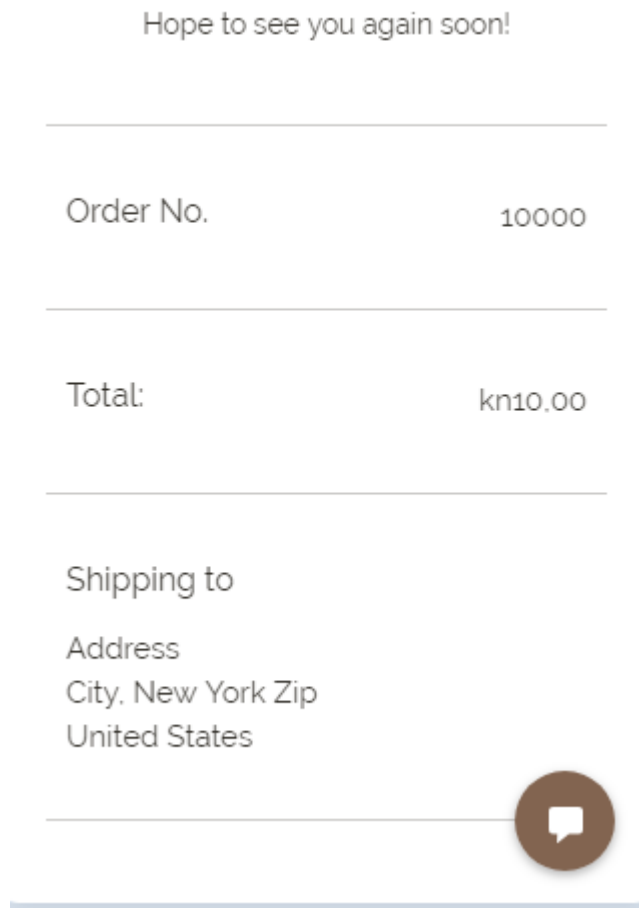 Hope to see you again soon!
Order No. 10000
Total: kn10,00
Shipping to
Address
City, New York Zip
United States